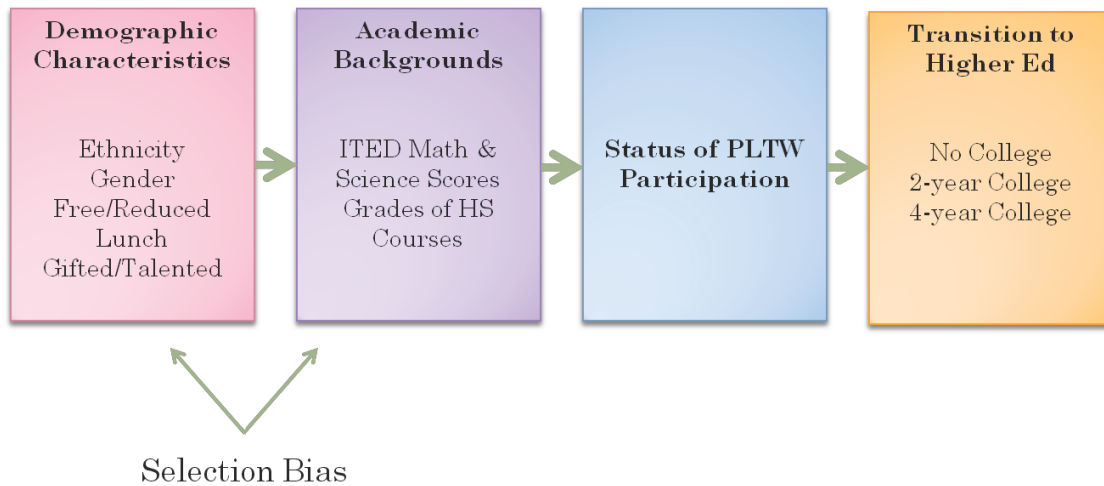 Demographic
Characteristics
Ethnicity
Gender
Free/Reduced
Lunch
Gifted/Talented
Academic
Backgrounds
ITED Math &
Science Scores
Grades of HS
Courses
Status of PLTW
Participation
Transition to
Higher Ed
No College
2-year College
4-year College
Selection Bias